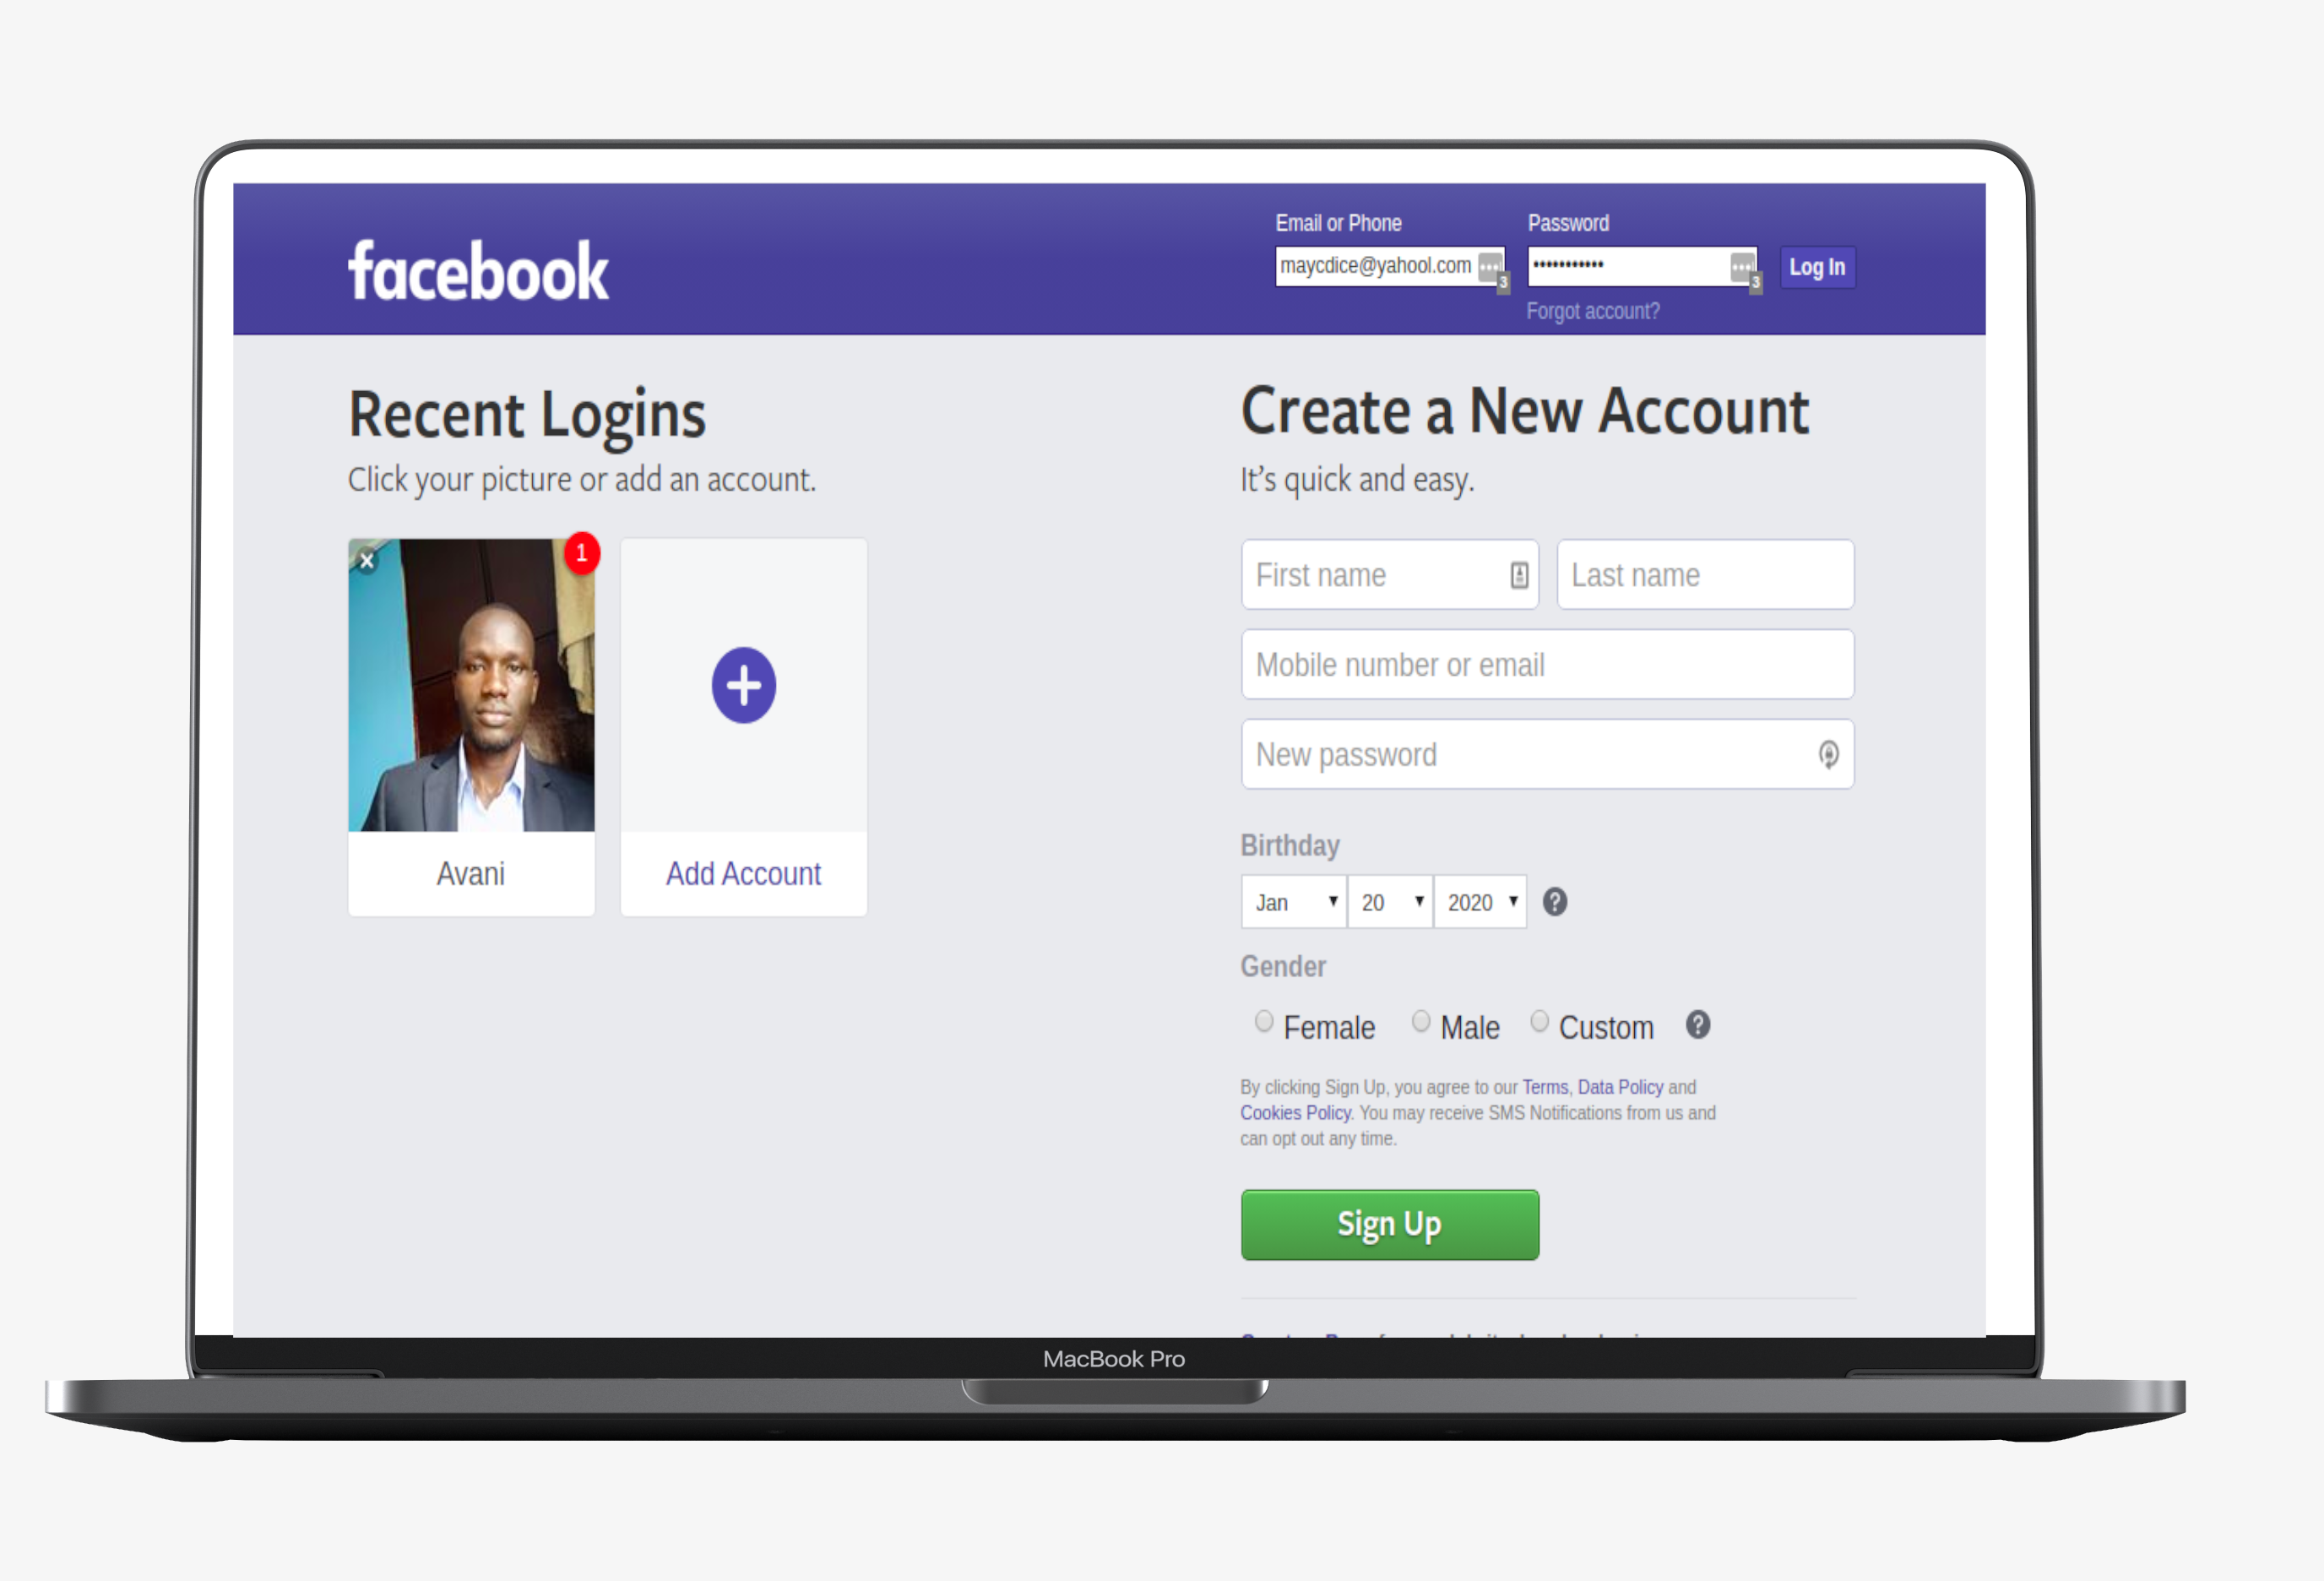 facebook
Email or Phone
Password
maycdice@yahool.com
3
•••••••••••
3
Log In
Forgot account?
Recent Logins
Click your picture or add an account.
1
Avani
Add Account
Create a New Account
It's quick and easy.
First name
Last name
Mobile number or email
New password
Birthday
Jan
20
2020
?
Gender
Female
Male
Custom
?
By clicking Sign Up, you agree to our Terms, Data Policy and
Cookies Policy. You may receive SMS Notifications from us and
can opt out any time.
Sign Up
MacBook Pro